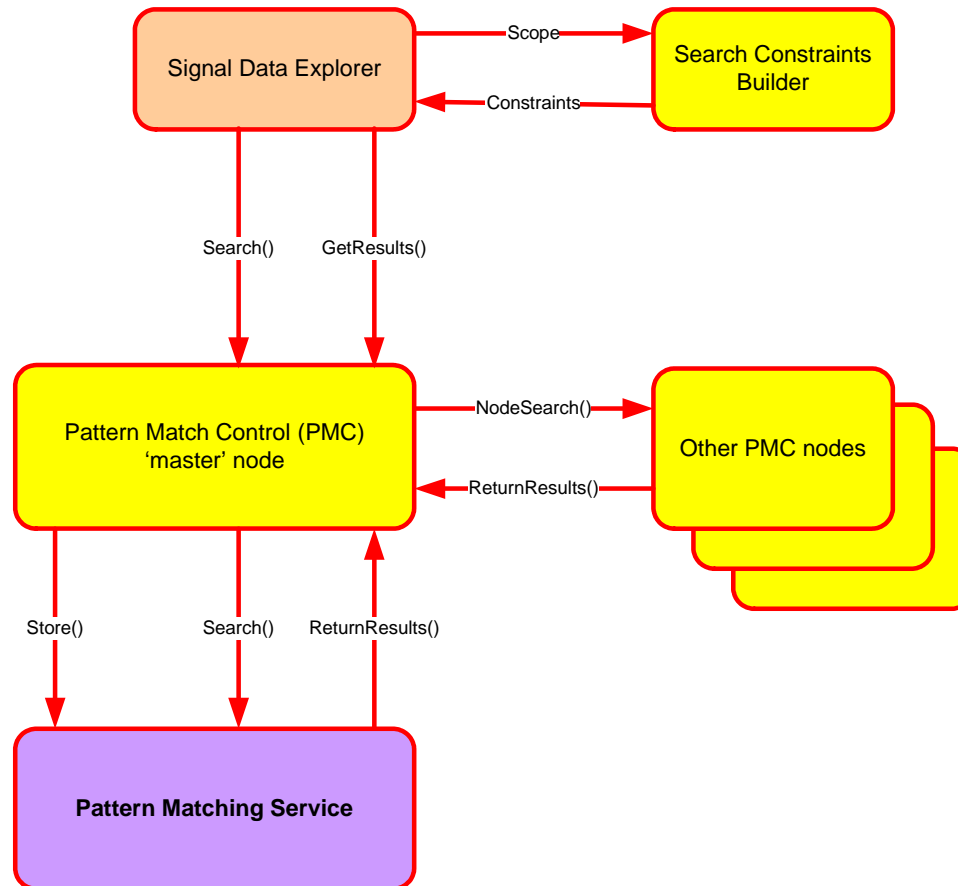 Signal Data Explorer
Scope
Search Constraints
Builder
Constraints
Search()
GetResults()
Pattern Match Control (PMC)
‘master’ node
NodeSearch()
Other PMC nodes
ReturnResults()
Store()
Search()
ReturnResults()
Pattern Matching Service